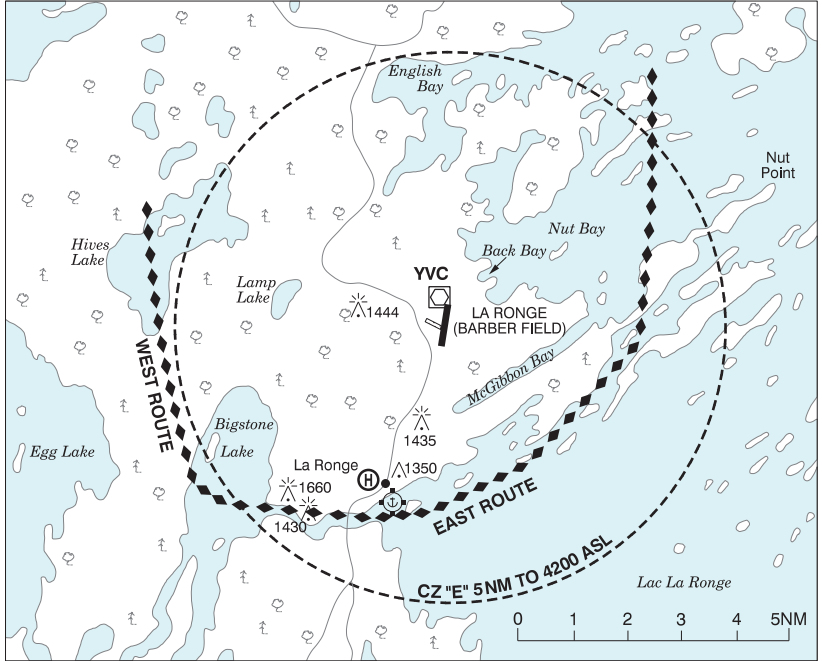 English
Bay
Nut
Point
Nut Bay
Hives
Lake
Back Bay
YVC
Lamp
Lake
1444
LA RONGE
(BARBER FIELD)
WEST ROUTE
McGibbon Bay
1435
Bigstone
Lake
Egg Lake
La Ronge
H
1350
1660
1430
EAST ROUTE
CZ "E" 5NM TO 4200 ASL
Lac La Ronge
0 1 2 3 4 5NM